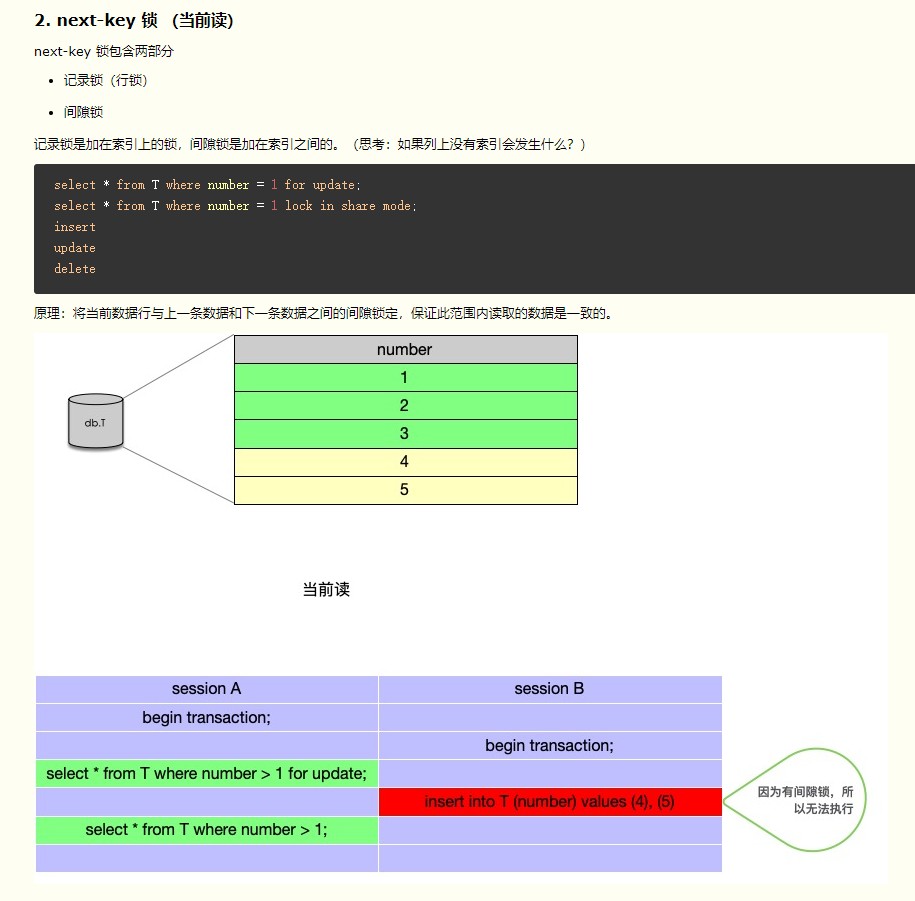 2. next-key 锁 (当前读)
next-key 锁包含两部分
记录锁（行锁）
间隙锁
记录锁是加在索引上的锁，间隙锁是加在索引之间的。（思考：如果列上没有索引会发生什么？）
select * from T where number = 1 for update;
select * from T where number = 1 lock in share mode;
insert
update
delete
原理：将当前数据行与上一条数据和下一条数据之间的间隙锁定，保证此范围内读取的数据是一致的。
number
1
2
db.T
3
4
5
当前读
session A session B
begin transaction;
begin transaction;
select * from T where number > 1 for update;
insert into T (number) values (4), (5)
因为有间隙锁，所
以无法执行
select * from T where number > 1;